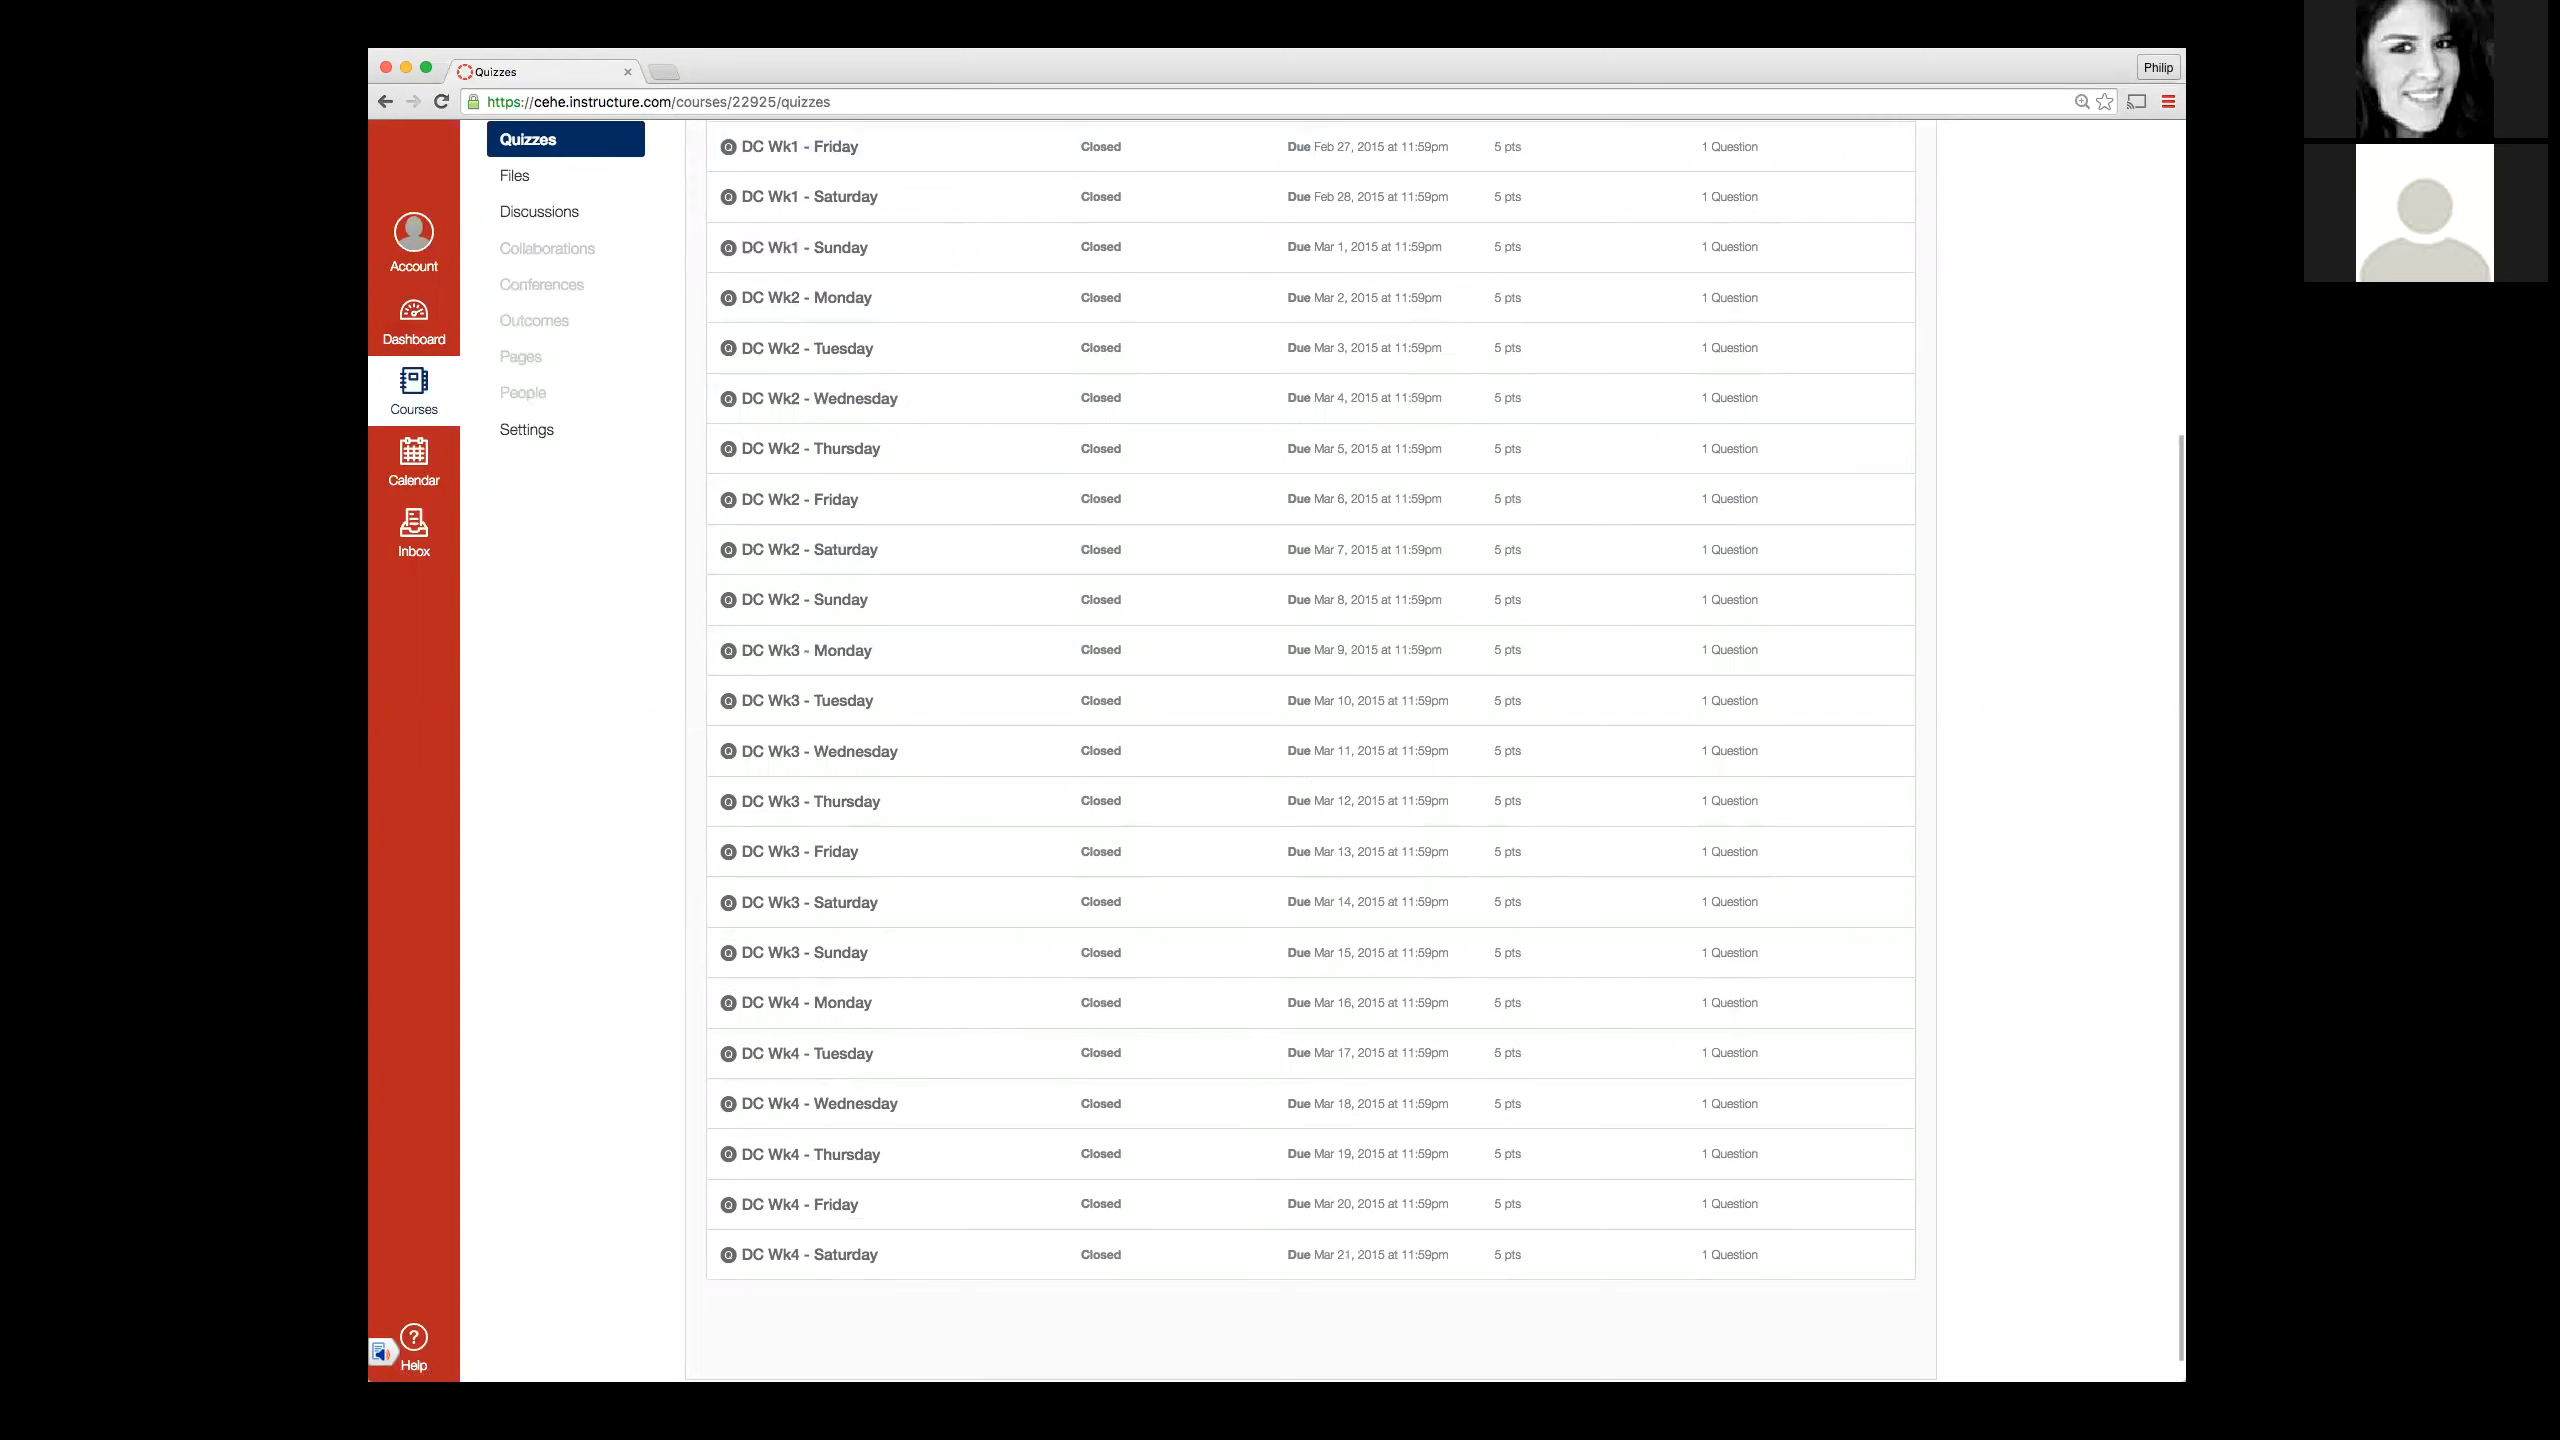 Quizzes
Philip
https://cehe.instructure.com/courses/22925/quizzes
Account
Dashboard
Courses
Calendar
Inbox
Help
Quizzes
Files
Discussions
Collaborations
Conferences
Outcomes
Pages
People
Settings
DC Wk1 - Friday Closed Due Feb 27, 2015 at 11:59pm 5 pts 1 Question
DC Wk1 - Saturday Closed Due Feb 28, 2015 at 11:59pm 5 pts 1 Question
DC Wk1 - Sunday Closed Due Mar 1, 2015 at 11:59pm 5 pts 1 Question
DC Wk2 - Monday Closed Due Mar 2, 2015 at 11:59pm 5 pts 1 Question
DC Wk2 - Tuesday Closed Due Mar 3, 2015 at 11:59pm 5 pts 1 Question
DC Wk2 - Wednesday Closed Due Mar 4, 2015 at 11:59pm 5 pts 1 Question
DC Wk2 - Thursday Closed Due Mar 5, 2015 at 11:59pm 5 pts 1 Question
DC Wk2 - Friday Closed Due Mar 6, 2015 at 11:59pm 5 pts 1 Question
DC Wk2 - Saturday Closed Due Mar 7, 2015 at 11:59pm 5 pts 1 Question
DC Wk2 - Sunday Closed Due Mar 8, 2015 at 11:59pm 5 pts 1 Question
DC Wk3 - Monday Closed Due Mar 9, 2015 at 11:59pm 5 pts 1 Question
DC Wk3 - Tuesday Closed Due Mar 10, 2015 at 11:59pm 5 pts 1 Question
DC Wk3 - Wednesday Closed Due Mar 11, 2015 at 11:59pm 5 pts 1 Question
DC Wk3 - Thursday Closed Due Mar 12, 2015 at 11:59pm 5 pts 1 Question
DC Wk3 - Friday Closed Due Mar 13, 2015 at 11:59pm 5 pts 1 Question
DC Wk3 - Saturday Closed Due Mar 14, 2015 at 11:59pm 5 pts 1 Question
DC Wk3 - Sunday Closed Due Mar 15, 2015 at 11:59pm 5 pts 1 Question
DC Wk4 - Monday Closed Due Mar 16, 2015 at 11:59pm 5 pts 1 Question
DC Wk4 - Tuesday Closed Due Mar 17, 2015 at 11:59pm 5 pts 1 Question
DC Wk4 - Wednesday Closed Due Mar 18, 2015 at 11:59pm 5 pts 1 Question
DC Wk4 - Thursday Closed Due Mar 19, 2015 at 11:59pm 5 pts 1 Question
DC Wk4 - Friday Closed Due Mar 20, 2015 at 11:59pm 5 pts 1 Question
DC Wk4 - Saturday Closed Due Mar 21, 2015 at 11:59pm 5 pts 1 Question